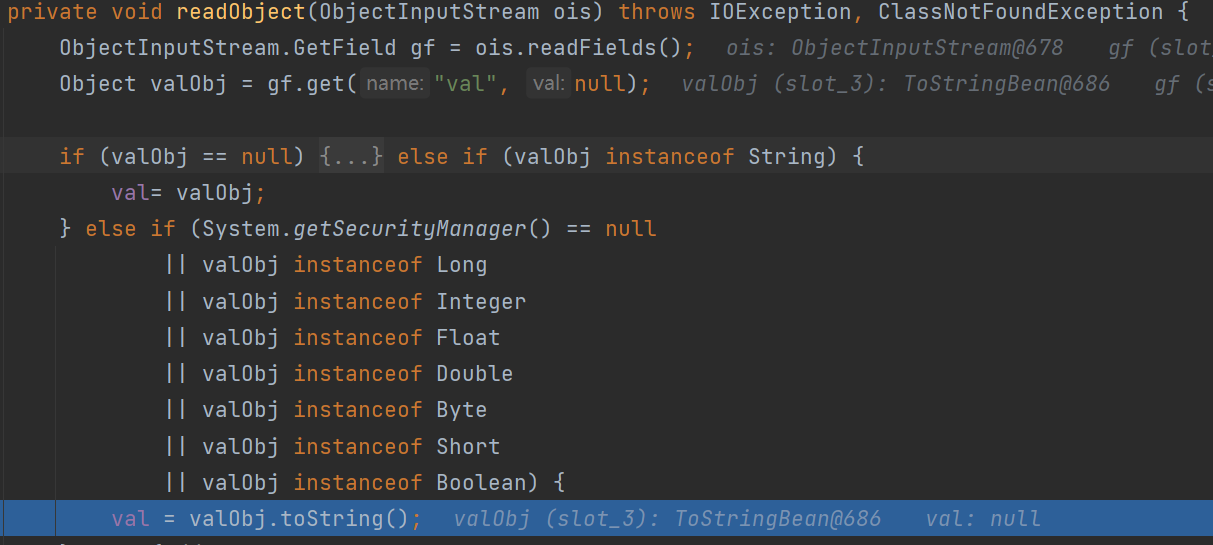 private void readObject(ObjectInputStream ois) throws IOException, ClassNotFoundException {
ObjectInputStream.GetField gf = ois.readFields(); ois: ObjectInputStream@678 gf (slot
Object valObj = gf.get( name: "val", val: null); valObj (slot_3): ToStringBean@686 gf (s
if (valObj == null) {...} else if (valObj instanceof String) {
val= valObj;
} else if (System.getSecurityManager() == null
|| valObj instanceof Long
|| valObj instanceof Integer
|| valObj instanceof Float
|| valObj instanceof Double
|| valObj instanceof Byte
|| valObj instanceof Short
|| valObj instanceof Boolean) {
val = valObj.toString(); valObj (slot_3): ToStringBean@686 val: null